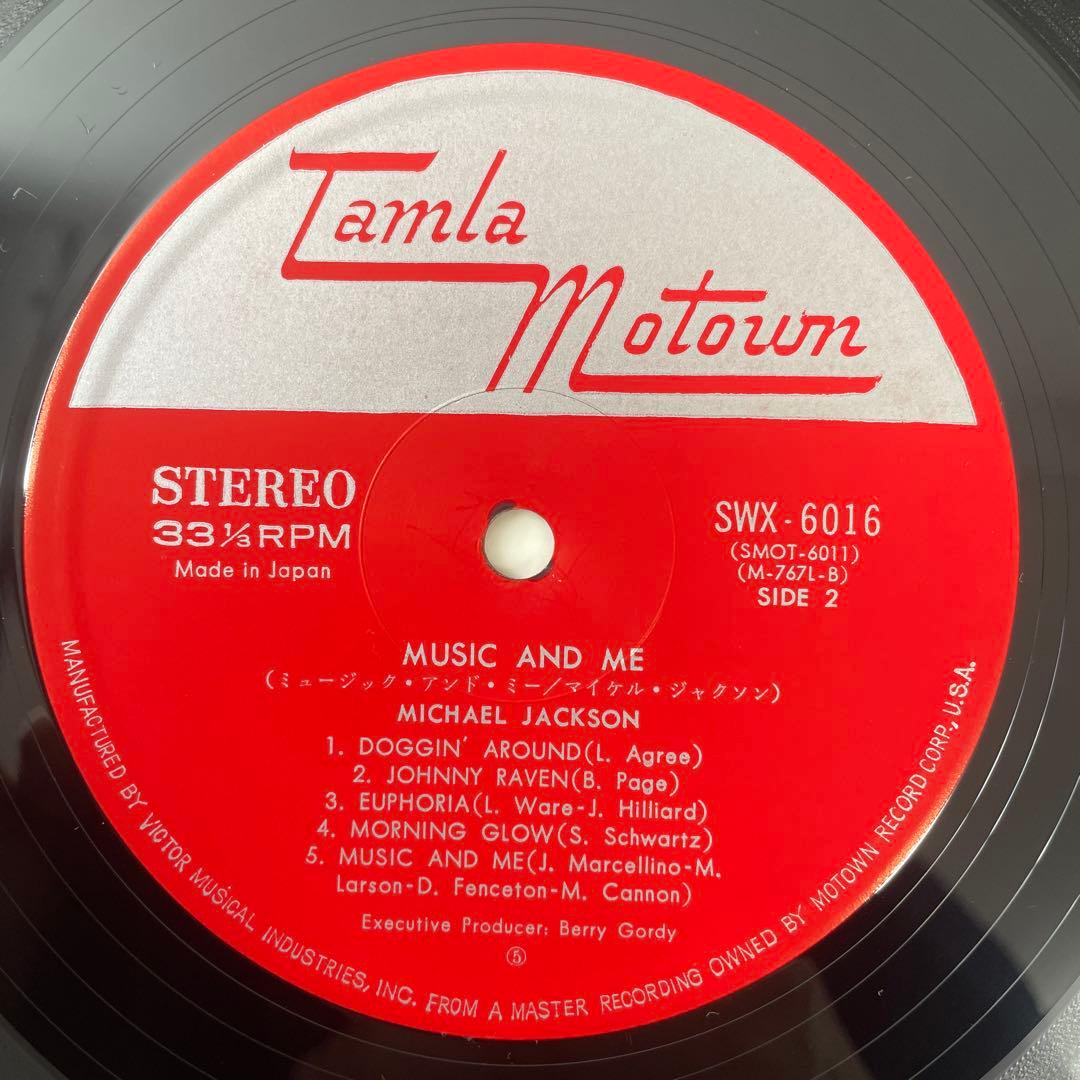 Tamla
Motown
STEREO
33⅓RPM
Made in Japan
SWX-6016
(SMOT-6011)
(M-767L-B)
SIDE 2
MUSIC AND ME
(ミュージック・アンド・ミー/マイケル・ジャクソン)
MICHAEL JACKSON
1. DOGGIN' AROUND(L. Agree)
2. JOHNNY RAVEN(B. Page)
3. EUPHORIA(L. Ware-J. Hilliard)
4. MORNING GLOW(S. Schwartz)
5. MUSIC AND ME(J. Marcellino-M.
Larson-D. Fenceton-M. Cannon)
Executive Producer: Berry Gordy
⑤
MANUFACTURED BY VICTOR MUSICAL INDUSTRIES, INC. FROM A MASTER RECORDING OWNED BY MOTOWN RECORD CORP., U.S.A.